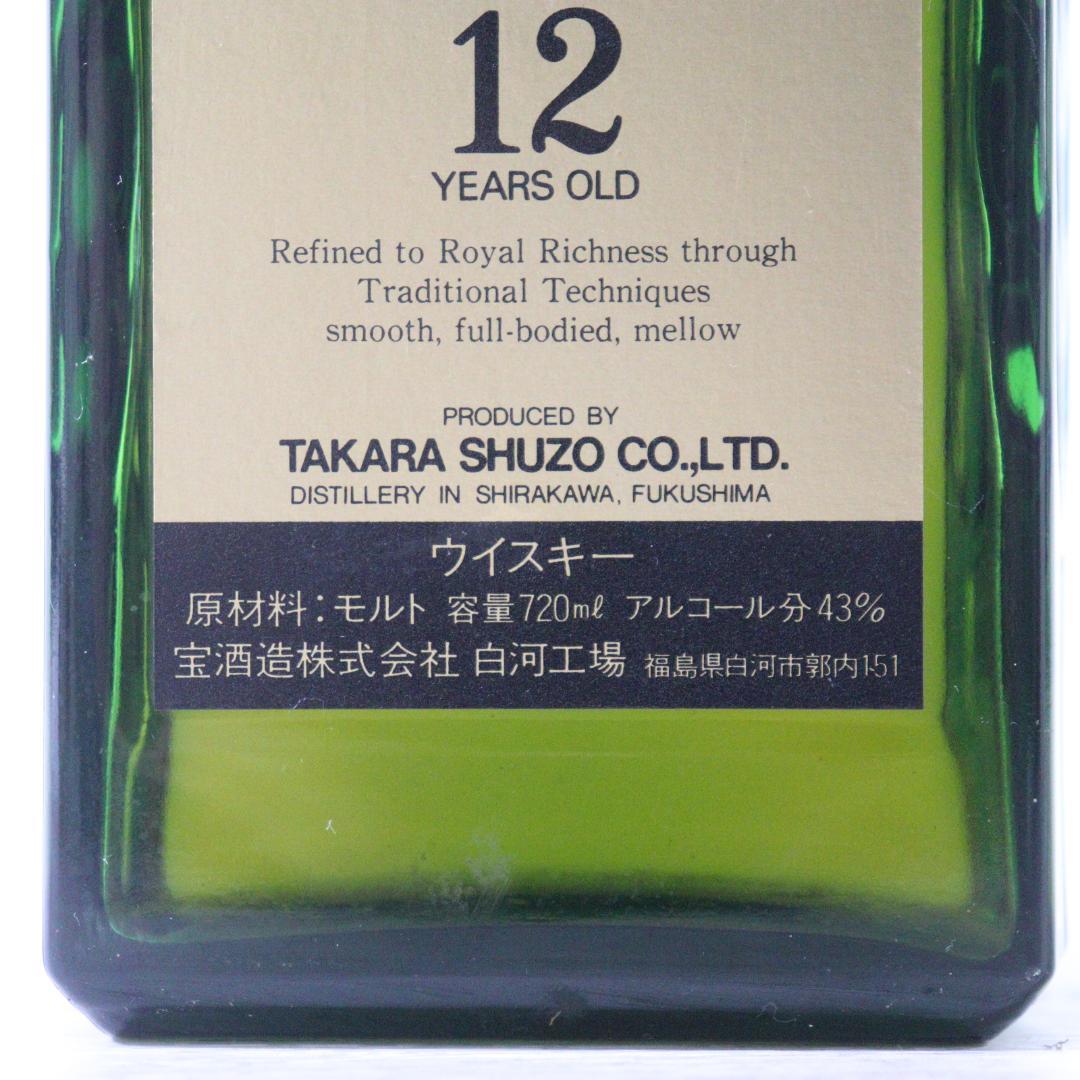 12
YEARS OLD
Refined to Royal Richness through
Traditional Techniques
smooth, full-bodied, mellow
PRODUCED BY
TAKARA SHUZO CO.,LTD.
DISTILLERY IN SHIRAKAWA, FUKUSHIMA
ウイスキー
原材料：モルト 容量720mℓ アルコール分43%
宝酒造株式会社 白河工場 福島県白河市郭内151